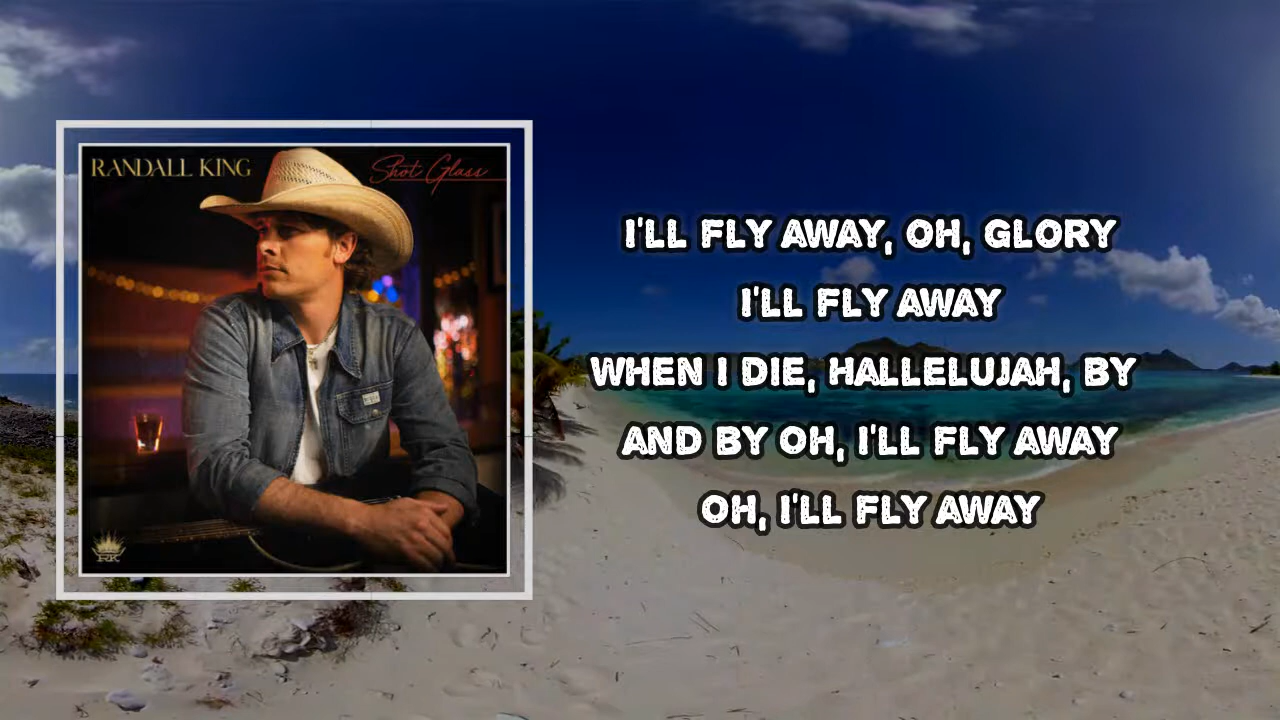 RANDALL KING
Shot Glass
I'LL FLY AWAY, OH, GLORY
I'LL FLY AWAY
WHEN I DIE, HALLELUJAH, BY
AND BY OH, I'LL FLY AWAY
OH, I'LL FLY AWAY
RK